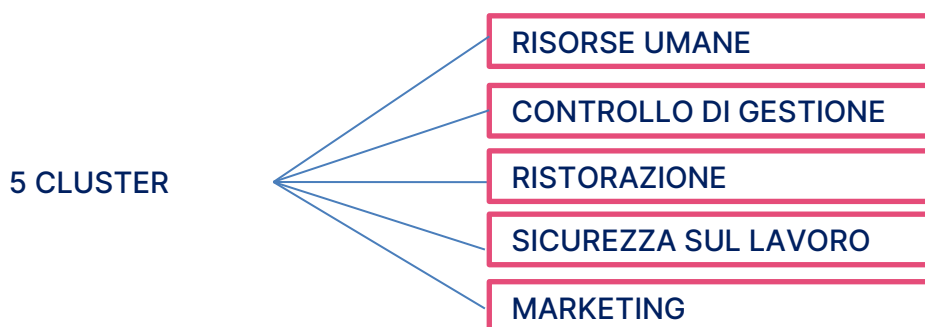 RISORSE UMANE
CONTROLLO DI GESTIONE
5 CLUSTER
RISTORAZIONE
SICUREZZA SUL LAVORO
MARKETING